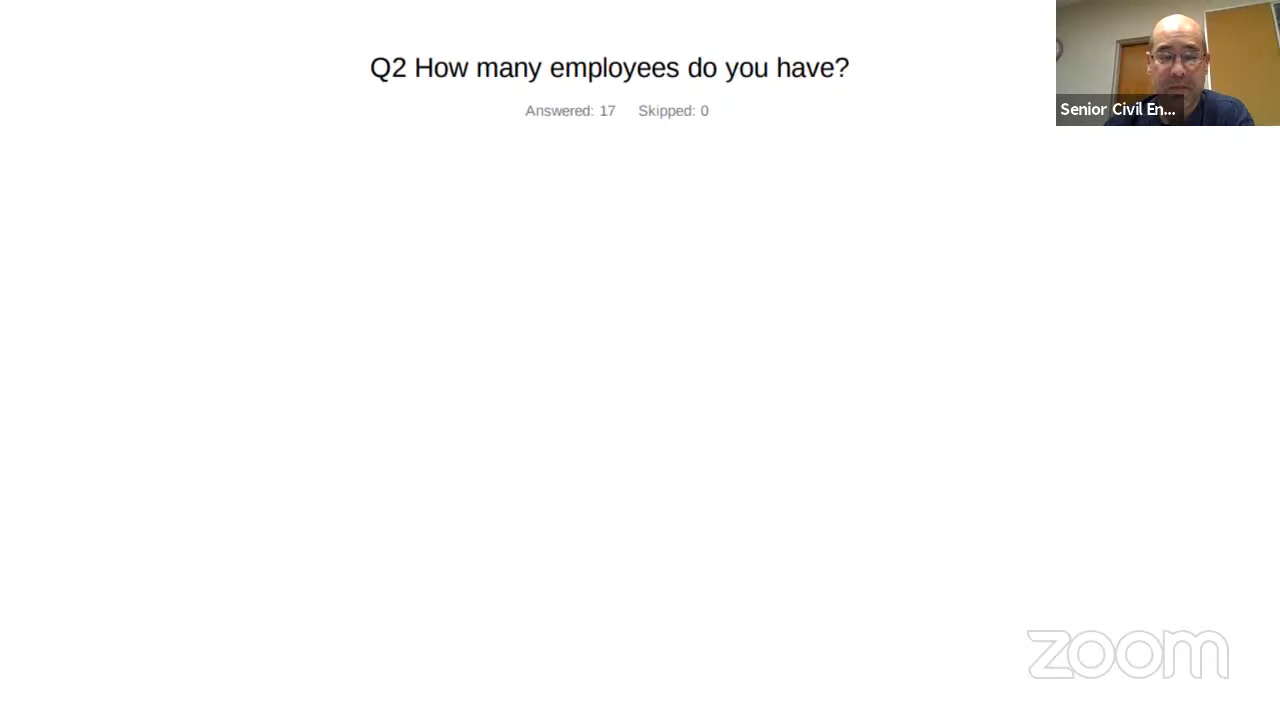 Q2 How many employees do you have?
Answered: 17 Skipped: 0
Senior Civil En...
zoom